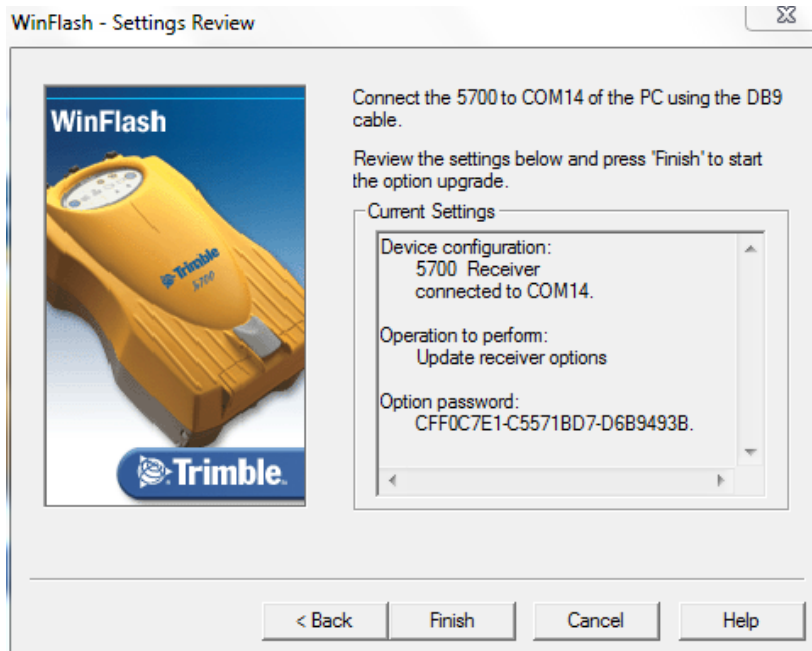 WinFlash - Settings Review
WinFlash
Trimble
5700
Trimble.
Connect the 5700 to COM14 of the PC using the DB9
cable.
Review the settings below and press 'Finish' to start
the option upgrade.
Current Settings
Device configuration:
5700 Receiver
connected to COM14.
Operation to perform:
Update receiver options
Option password:
CFF0C7E1-C5571BD7-D6B9493B.
< Back
Finish
Cancel
Help